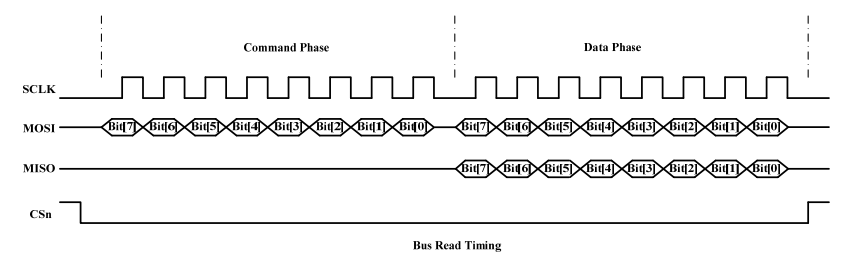 Command Phase Data Phase
SCLK
MOSI Bit[7] Bit[6] Bit[5] Bit[4] Bit[3] Bit[2] Bit[1] Bit[0] Bit[7] Bit[6] Bit[5] Bit[4] Bit[3] Bit[2] Bit[1] Bit[0]
MISO Bit[7] Bit[6] Bit[5] Bit[4] Bit[3] Bit[2] Bit[1] Bit[0]
CSn
Bus Read Timing